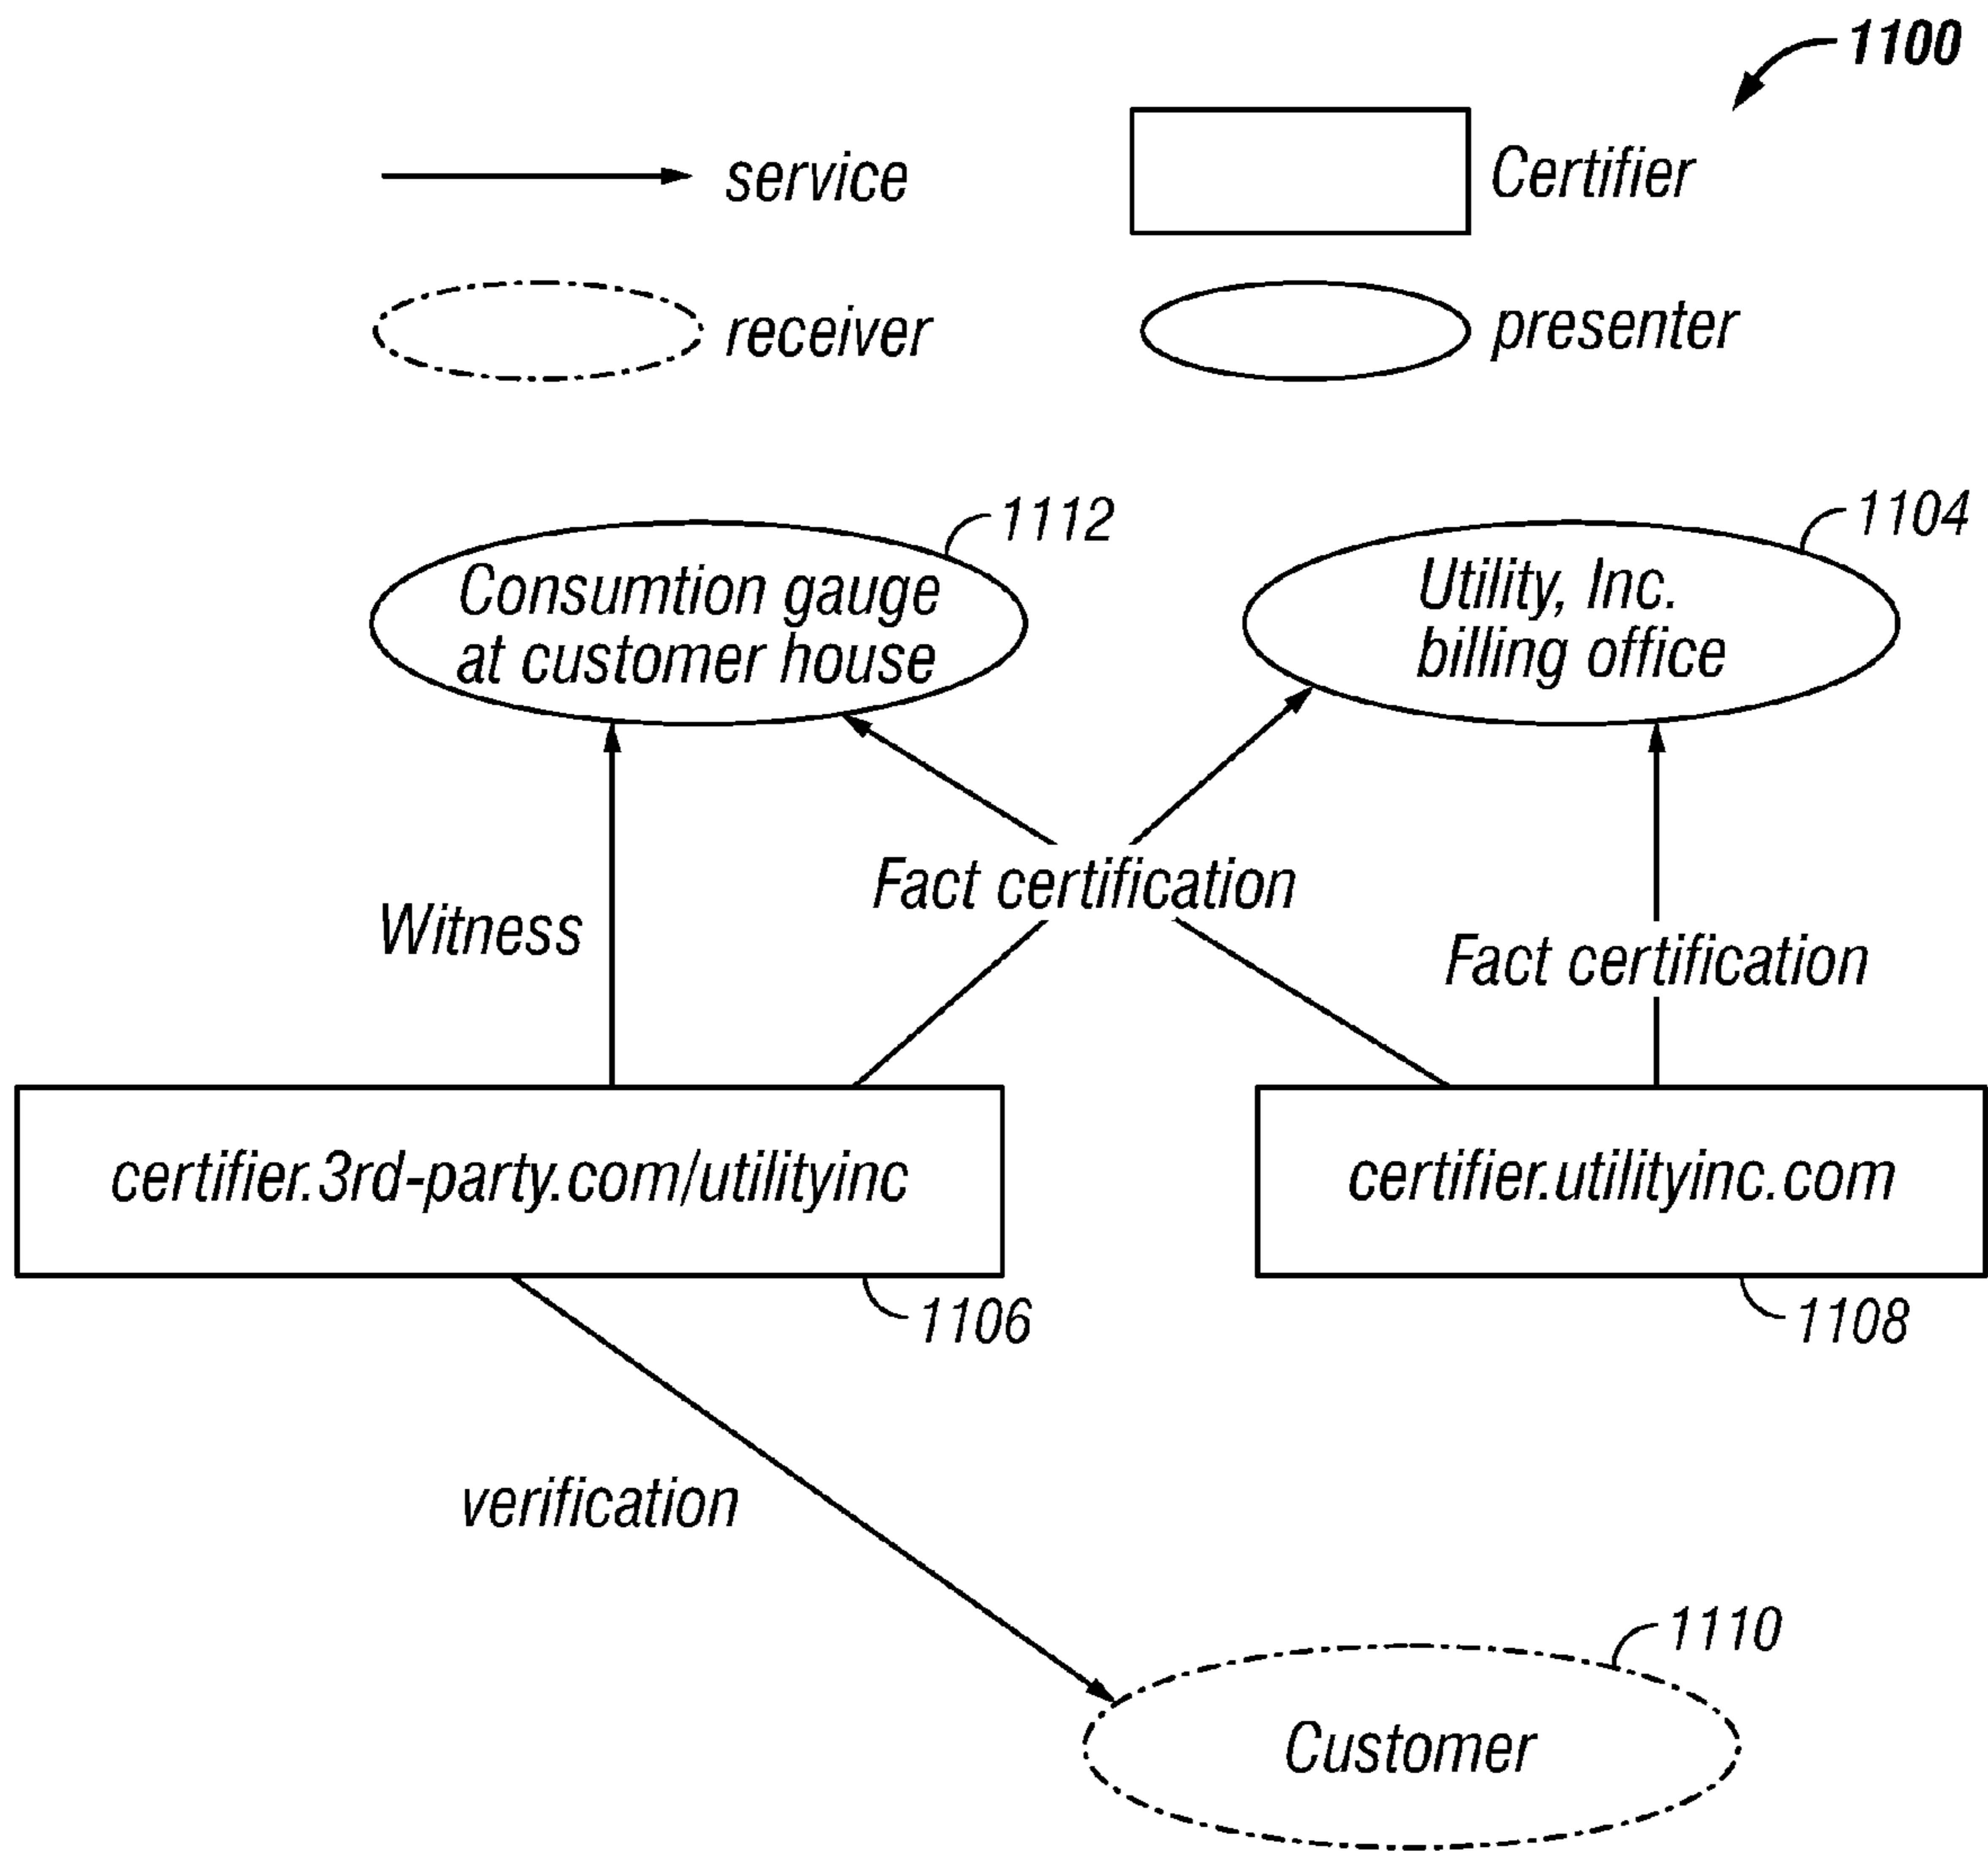 1100
service
Certifier
receiver
presenter
1112
1104
Consumtion gauge
at customer house
Utility, Inc.
billing office
Fact certification
Witness
Fact certification
certifier.3rd-party.com/utilityinc
certifier.utilityinc.com
1106
1108
verification
1110
Customer